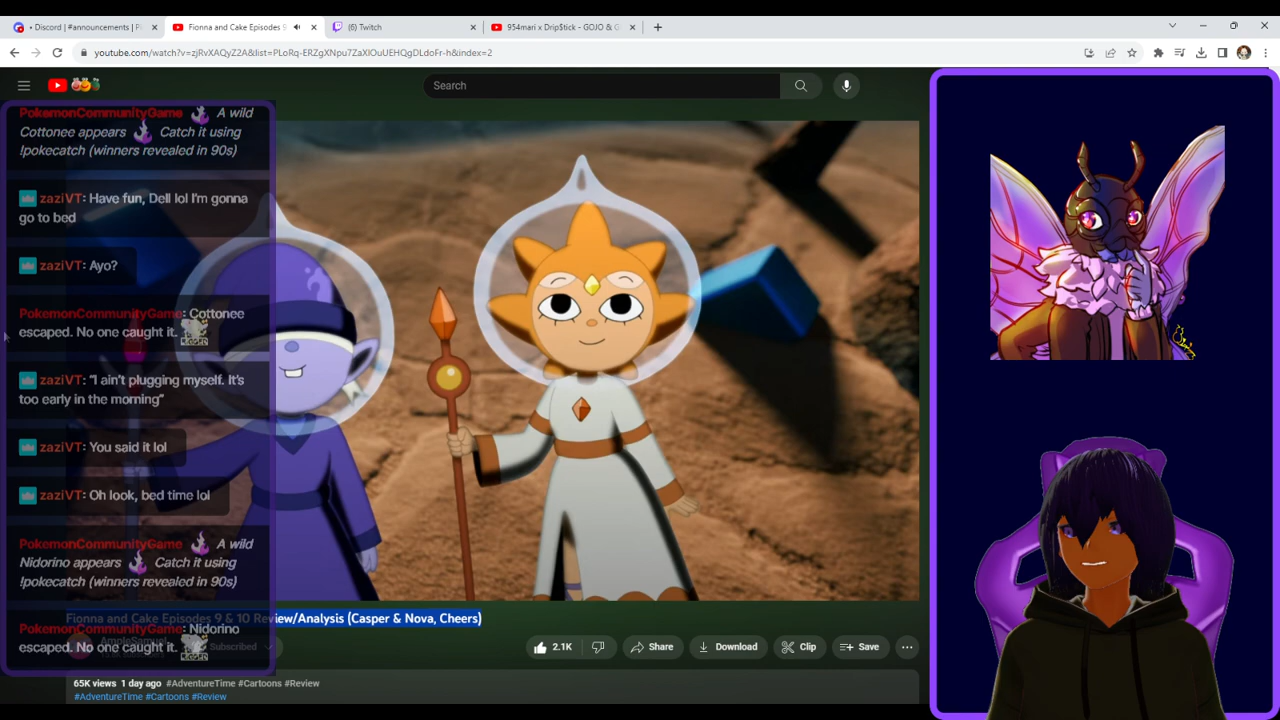 • Discord | #announcements | P
Fionna and Cake Episodes 9
(6) Twitch
954mari x Drip$tick - GOJO & G
youtube.com/watch?v=zjRvXAQyZ2A&list=PLoRq-ERZgXNpu7ZaXlOuUEHQgDLdoFr-h&index=2
Search
PokemonCommunityGame A wild
Cottonee appears Catch it using
!pokecatch (winners revealed in 90s)
zaziVT: Have fun, Dell lol I'm gonna
go to bed
zaziVT: Ayo?
PokemonCommunityGame: Cottonee
escaped. No one caught it.
zaziVT: "I ain't plugging myself. It's
too early in the morning"
zaziVT: You said it lol
zaziVT: Oh look, bed time lol
PokemonCommunityGame A wild
Nidorino appears Catch it using
!pokecatch (winners revealed in 90s)
PokemonCommunityGame: Nidorino
escaped. No one caught it.
Fionna and Cake Episodes 9 & 10 Review/Analysis (Casper & Nova, Cheers)
AmpleSamuel
Subscribed
2.1K
Share
Download
Clip
Save
65K views 1 day ago #AdventureTime #Cartoons #Review
#AdventureTime #Cartoons #Review